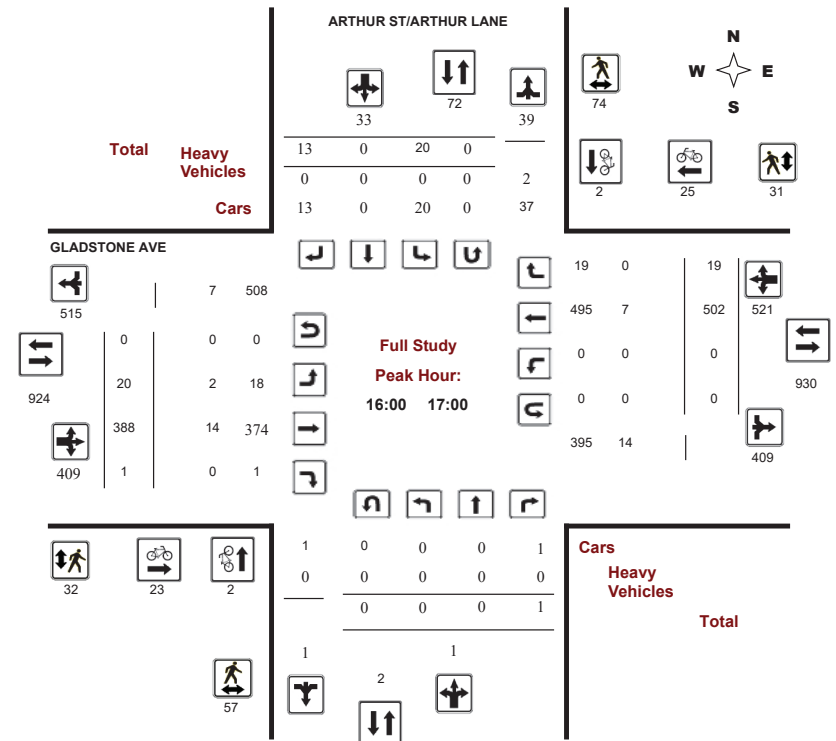 ARTHUR ST/ARTHUR LANE
N
W E
S
74
72
33 39
Total Heavy Vehicles
13 0 20 0
0 0 0 0 2
Cars 13 0 20 0 37
2 25 31
GLADSTONE AVE
515
7 508
19 0 19
495 7 502 521
0 0 0
924
20 2 18
0 0 0
Full Study
Peak Hour:
16:00 17:00
0 0 0
930
388 14 374
409 1 0 1
395 14
409
1 0 0 0 1
0 0 0 0 0
0 0 0 1
Cars
Heavy
Vehicles
Total
32 23 2
1 1
2
57